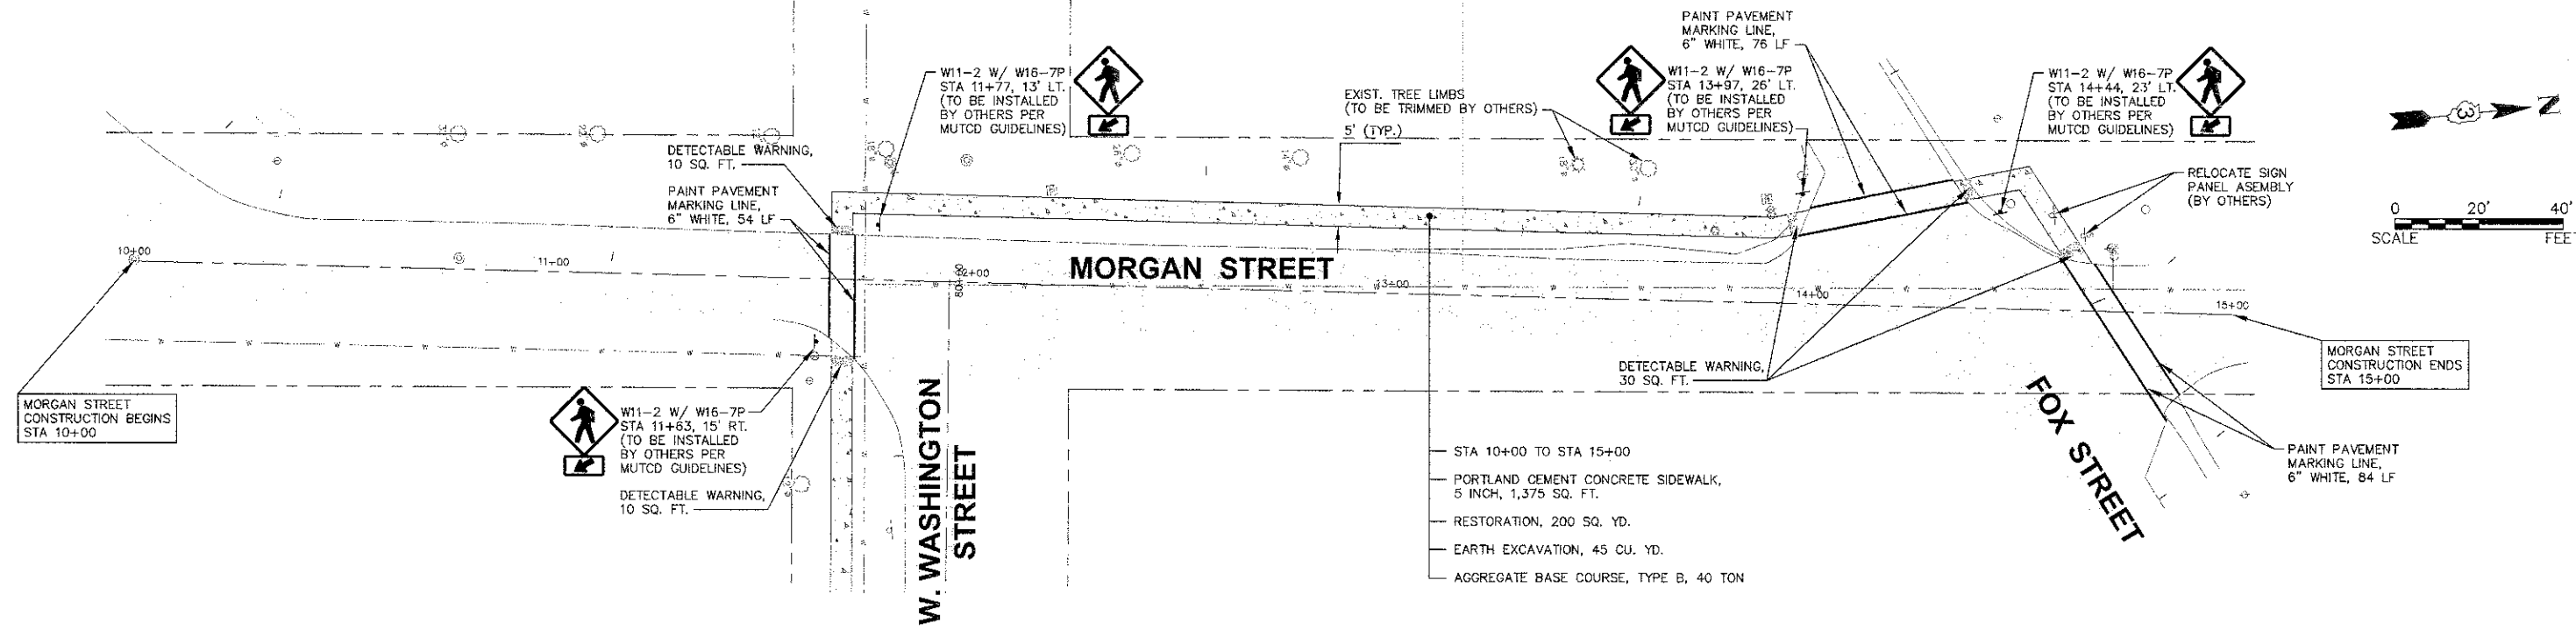 PAINT PAVEMENT
MARKING LINE,
6" WHITE, 76 LF
W11-2 W/ W16-7P
STA 11+77, 13' LT.
(TO BE INSTALLED
BY OTHERS PER
MUTCD GUIDELINES)
EXIST. TREE LIMBS
(TO BE TRIMMED BY OTHERS)
5' (TYP.)
W11-2 W/ W16-7P
STA 13+97, 26' LT.
(TO BE INSTALLED
BY OTHERS PER
MUTCD GUIDELINES)
W11-2 W/ W16-7P
STA 14+44, 23' LT.
(TO BE INSTALLED
BY OTHERS PER
MUTCD GUIDELINES)
N
DETECTABLE WARNING,
10 SQ. FT.
PAINT PAVEMENT
MARKING LINE,
6" WHITE, 54 LF
RELOCATE SIGN
PANEL ASEMBLY
(BY OTHERS)
0 20' 40'
SCALE FEET
10+00
11+00
12+00
80+00
MORGAN STREET
13+00
14+00
15+00
MORGAN STREET
CONSTRUCTION BEGINS
STA 10+00
W11-2 W/ W16-7P
STA 11+63, 15' RT.
(TO BE INSTALLED
BY OTHERS PER
MUTCD GUIDELINES)
DETECTABLE WARNING,
10 SQ. FT.
W. WASHINGTON
STREET
DETECTABLE WARNING,
30 SQ. FT.
MORGAN STREET
CONSTRUCTION ENDS
STA 15+00
FOX STREET
PAINT PAVEMENT
MARKING LINE,
6" WHITE, 84 LF
STA 10+00 TO STA 15+00
PORTLAND CEMENT CONCRETE SIDEWALK,
5 INCH, 1,375 SQ. FT.
RESTORATION, 200 SQ. YD.
EARTH EXCAVATION, 45 CU. YD.
AGGREGATE BASE COURSE, TYPE B, 40 TON